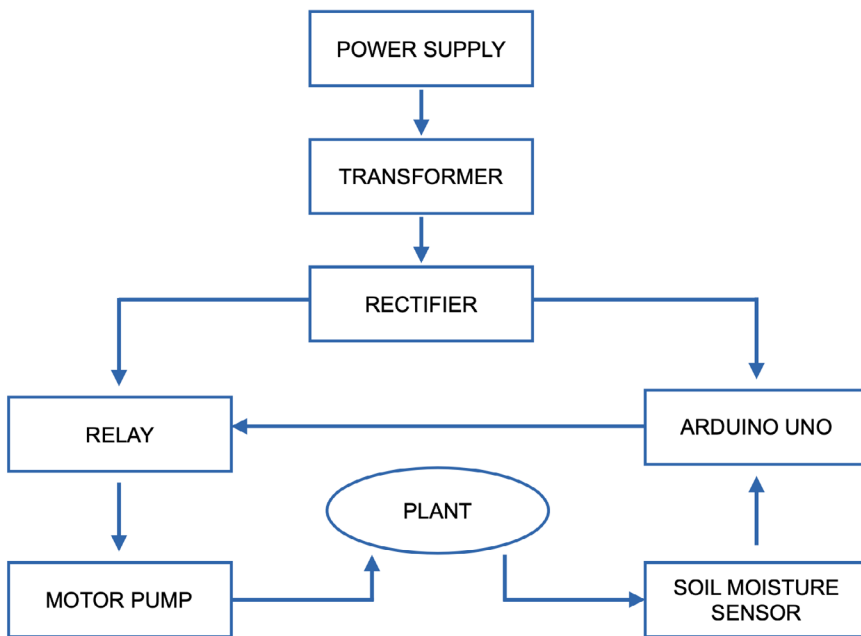 POWER SUPPLY
TRANSFORMER
RECTIFIER
RELAY
ARDUINO UNO
PLANT
MOTOR PUMP
SOIL MOISTURE
SENSOR